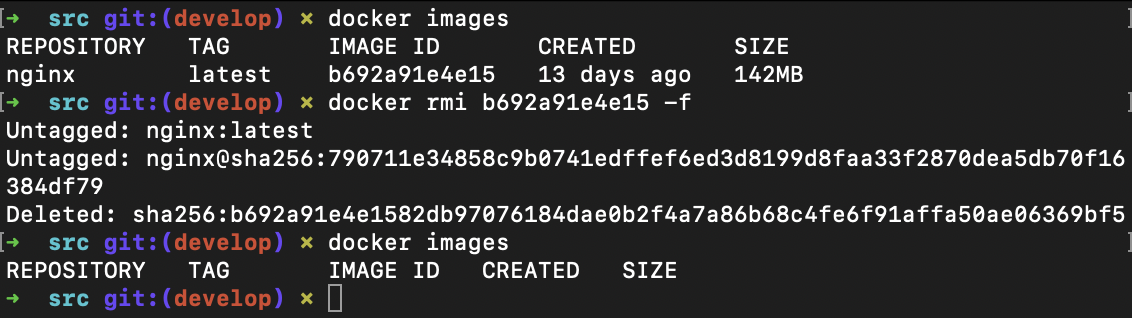 ➜ src git:(develop) × docker images
REPOSITORY TAG IMAGE ID CREATED SIZE
nginx latest b692a91e4e15 13 days ago 142MB
➜ src git:(develop) × docker rmi b692a91e4e15 -f
Untagged: nginx:latest
Untagged: nginx@sha256:790711e34858c9b0741edffef6ed3d8199d8faa33f2870dea5db70f16
384df79
Deleted: sha256:b692a91e4e1582db97076184dae0b2f4a7a86b68c4fe6f91affa50ae06369bf5
➜ src git:(develop) × docker images
REPOSITORY TAG IMAGE ID CREATED SIZE
➜ src git:(develop) ×